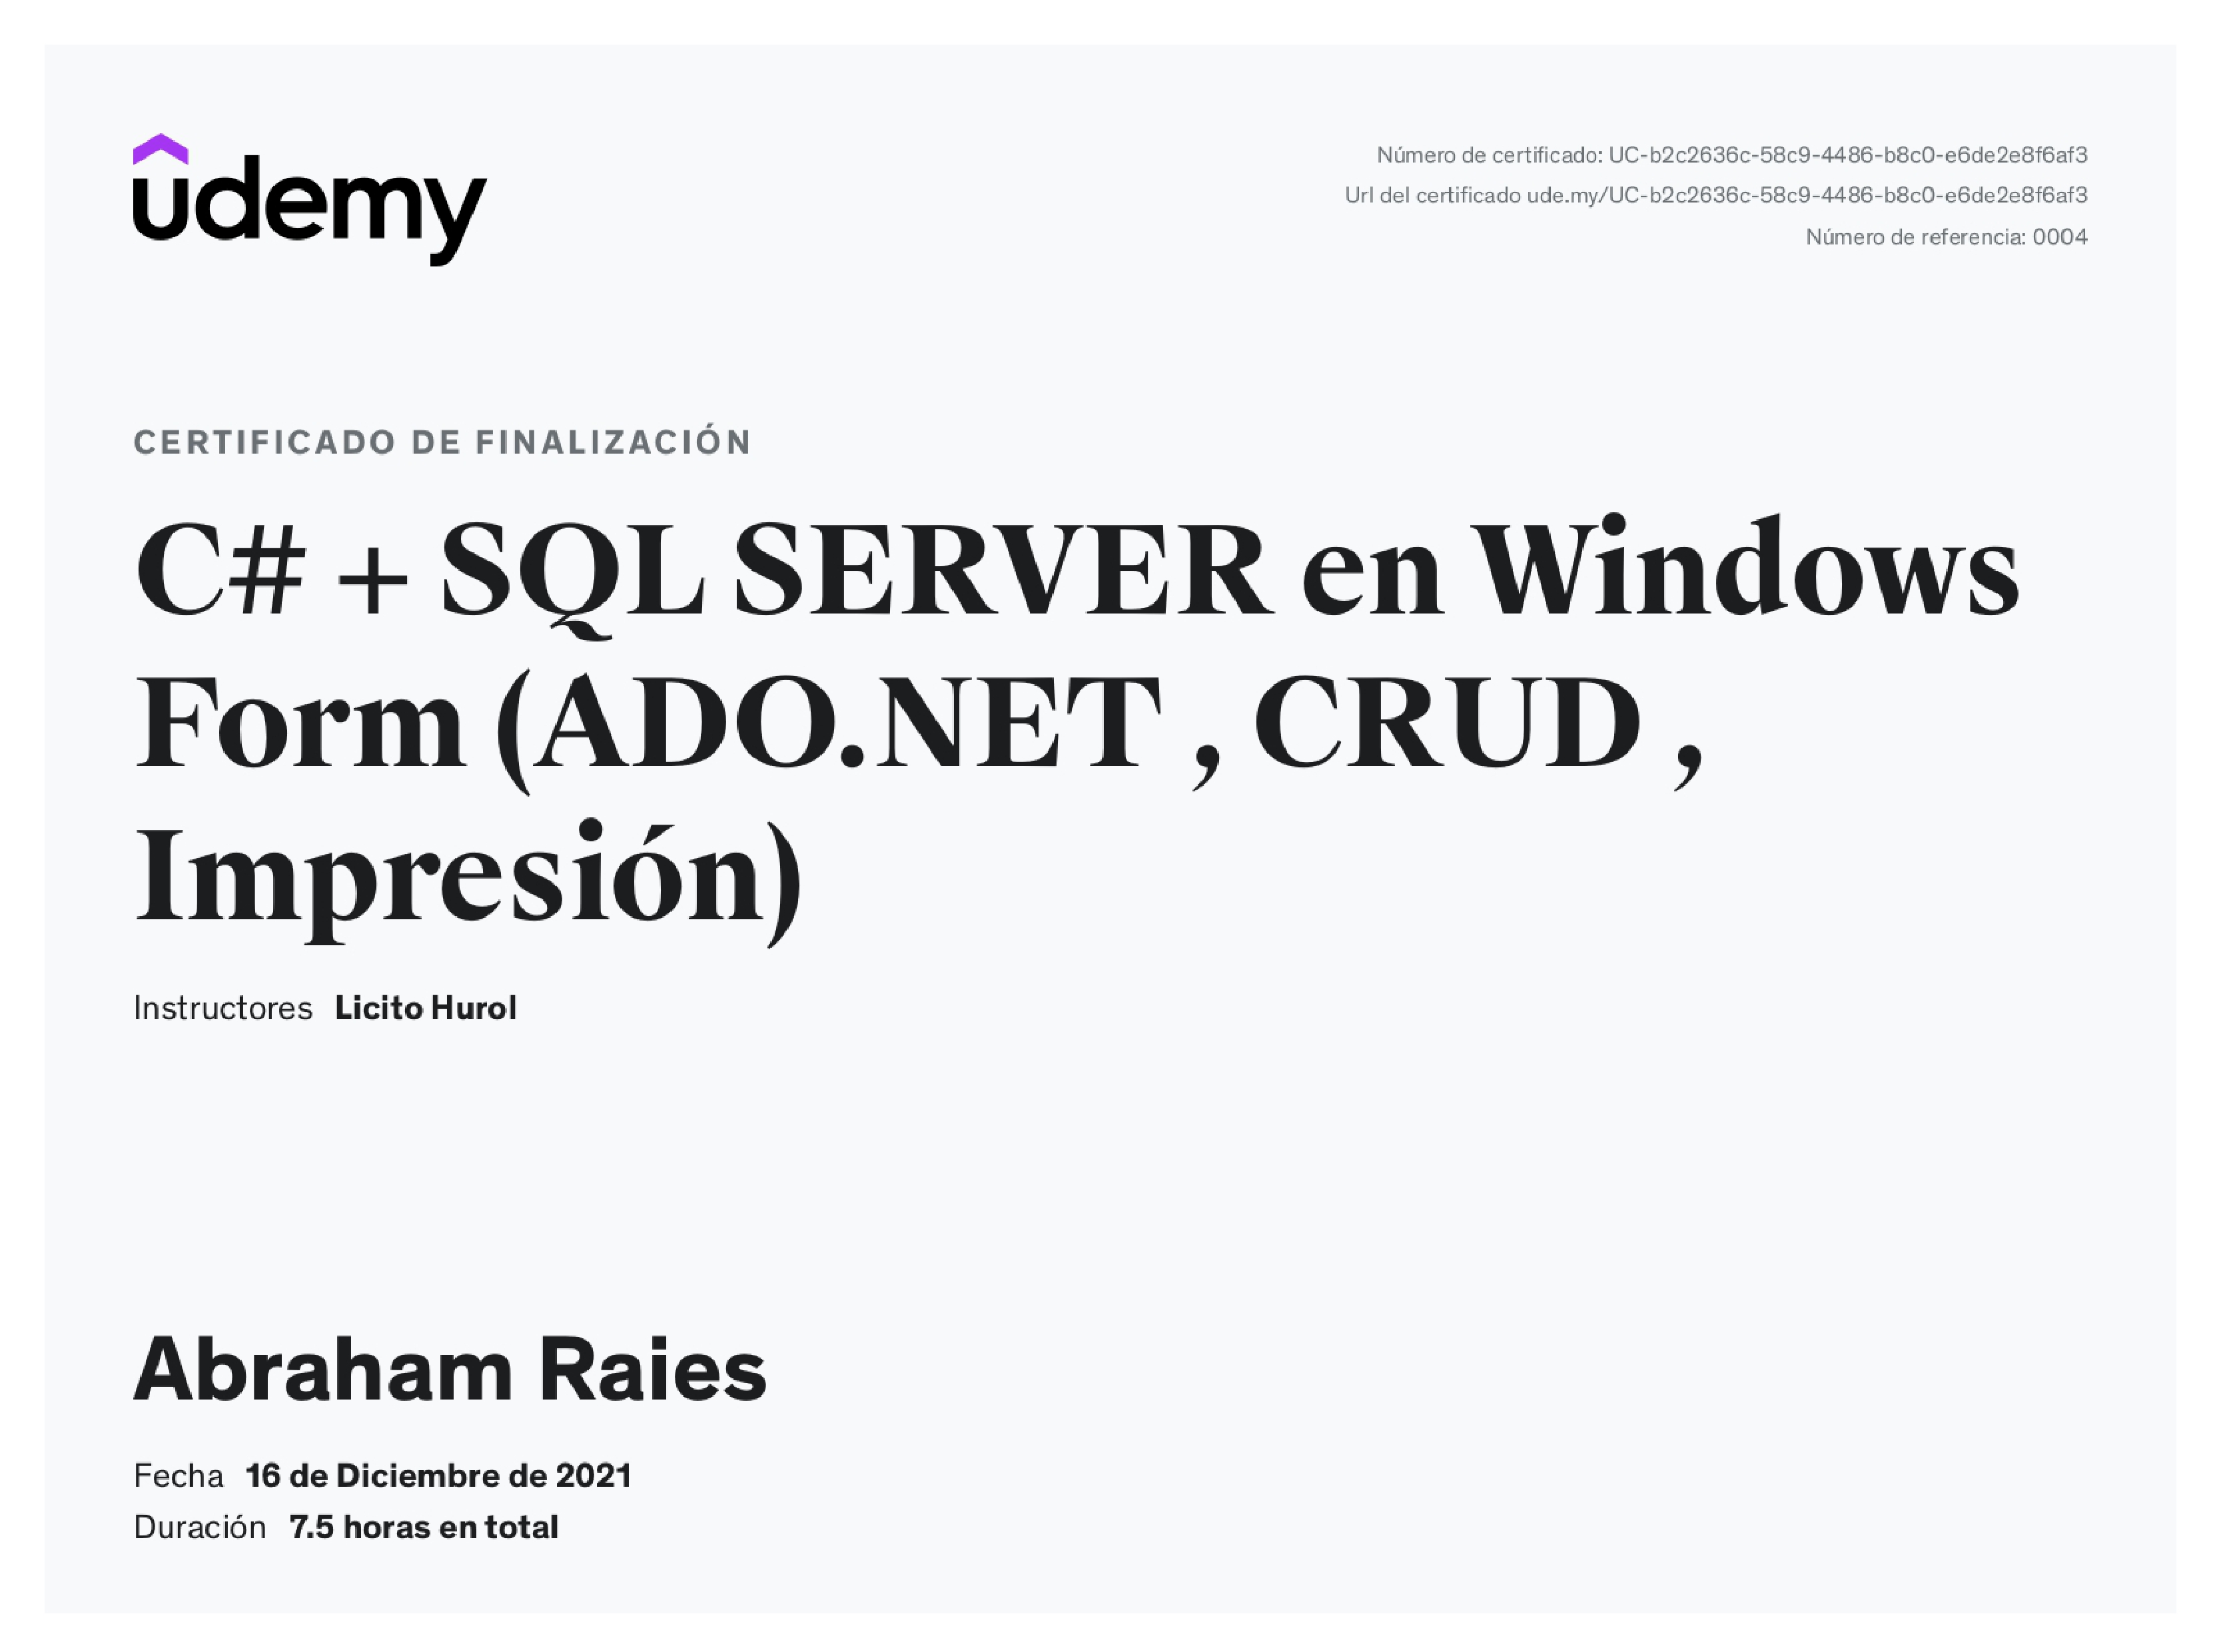 udemy
Número de certificado: UC-b2c2636c-58c9-4486-b8c0-e6de2e8f6af3
Url del certificado ude.my/UC-b2c2636c-58c9-4486-b8c0-e6de2e8f6af3
Número de referencia: 0004
CERTIFICADO DE FINALIZACIÓN
C# + SQL SERVER en Windows
Form (ADO.NET , CRUD ,
Impresión)
Instructores Licito Hurol
Abraham Raies
Fecha 16 de Diciembre de 2021
Duración 7.5 horas en total